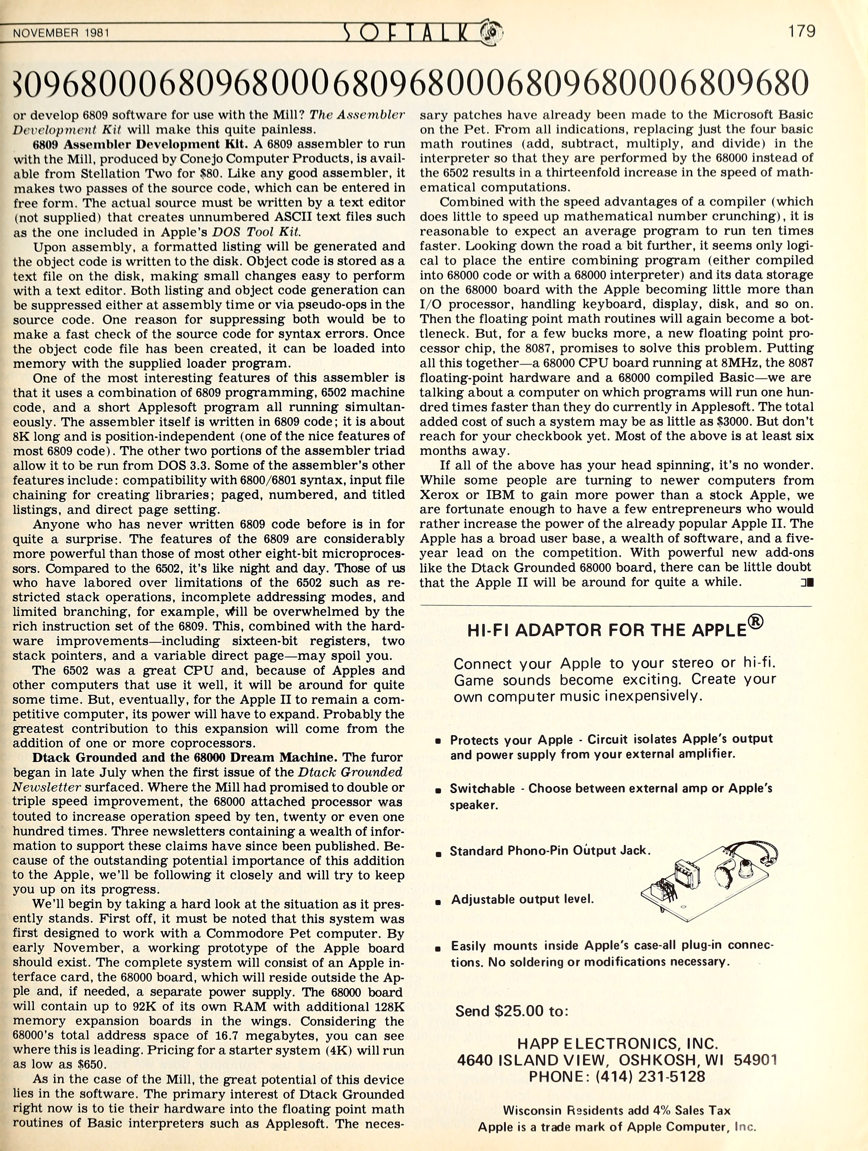 NOVEMBER 1981
SOFTALK
179
8096800068096800068096800068096800068096​80
or develop 6809 software for use with the Mill? The Assembler
Development Kit will make this quite painless.
6809 Assembler Development Kit. A 6809 assembler to run
with the Mill, produced by Conejo Computer Products, is avail-
able from Stellation Two for $80. Like any good assembler, it
makes two passes of the source code, which can be entered in
free form. The actual source must be written by a text editor
(not supplied) that creates unnumbered ASCII text files such
as the one included in Apple's DOS Tool Kit.
Upon assembly, a formatted listing will be generated and
the object code is written to the disk. Object code is stored as a
text file on the disk, making small changes easy to perform
with a text editor. Both listing and object code generation can
be suppressed either at assembly time or via pseudo-ops in the
source code. One reason for suppressing both would be to
make a fast check of the source code for syntax errors. Once
the object code file has been created, it can be loaded into
memory with the supplied loader program.
One of the most interesting features of this assembler is
that it uses a combination of 6809 programming, 6502 machine
code, and a short Applesoft program all running simultan-
eously. The assembler itself is written in 6809 code; it is about
8K long and is position-independent (one of the nice features of
most 6809 code). The other two portions of the assembler triad
allow it to be run from DOS 3.3. Some of the assembler's other
features include: compatibility with 6800/6801 syntax, input file
chaining for creating libraries; paged, numbered, and titled
listings, and direct page setting.
Anyone who has never written 6809 code before is in for
quite a surprise. The features of the 6809 are considerably
more powerful than those of most other eight-bit microproces-
sors. Compared to the 6502, it's like night and day. Those of us
who have labored over limitations of the 6502 such as re-
stricted stack operations, incomplete addressing modes, and
limited branching, for example, will be overwhelmed by the
rich instruction set of the 6809. This, combined with the hard-
ware improvements—including sixteen-bit registers, two
stack pointers, and a variable direct page—may spoil you.
The 6502 was a great CPU and, because of Apples and
other computers that use it well, it will be around for quite
some time. But, eventually, for the Apple II to remain a com-
petitive computer, its power will have to expand. Probably the
greatest contribution to this expansion will come from the
addition of one or more coprocessors.
Dtack Grounded and the 68000 Dream Machine. The furor
began in late July when the first issue of the Dtack Grounded
Newsletter surfaced. Where the Mill had promised to double or
triple speed improvement, the 68000 attached processor was
touted to increase operation speed by ten, twenty or even one
hundred times. Three newsletters containing a wealth of infor-
mation to support these claims have since been published. Be-
cause of the outstanding potential importance of this addition
to the Apple, we'll be following it closely and will try to keep
you up on its progress.
We'll begin by taking a hard look at the situation as it pres-
ently stands. First off, it must be noted that this system was
first designed to work with a Commodore Pet computer. By
early November, a working prototype of the Apple board
should exist. The complete system will consist of an Apple in-
terface card, the 68000 board, which will reside outside the Ap-
ple and, if needed, a separate power supply. The 68000 board
will contain up to 92K of its own RAM with additional 128K
memory expansion boards in the wings. Considering the
68000's total address space of 16.7 megabytes, you can see
where this is leading. Pricing for a starter system (4K) will run
as low as $650.
As in the case of the Mill, the great potential of this device
lies in the software. The primary interest of Dtack Grounded
right now is to tie their hardware into the floating point math
routines of Basic interpreters such as Applesoft. The neces-
sary patches have already been made to the Microsoft Basic
on the Pet. From all indications, replacing just the four basic
math routines (add, subtract, multiply, and divide) in the
interpreter so that they are performed by the 68000 instead of
the 6502 results in a thirteenfold increase in the speed of math-
ematical computations.
Combined with the speed advantages of a compiler (which
does little to speed up mathematical number crunching), it is
reasonable to expect an average program to run ten times
faster. Looking down the road a bit further, it seems only logi-
cal to place the entire combining program (either compiled
into 68000 code or with a 68000 interpreter) and its data storage
on the 68000 board with the Apple becoming little more than
I/O processor, handling keyboard, display, disk, and so on.
Then the floating point math routines will again become a bot-
tleneck. But, for a few bucks more, a new floating point pro-
cessor chip, the 8087, promises to solve this problem. Putting
all this together—a 68000 CPU board running at 8MHz, the 8087
floating-point hardware and a 68000 compiled Basic—we are
talking about a computer on which programs will run one hun-
dred times faster than they do currently in Applesoft. The total
added cost of such a system may be as little as $3000. But don't
reach for your checkbook yet. Most of the above is at least six
months away.
If all of the above has your head spinning, it's no wonder.
While some people are turning to newer computers from
Xerox or IBM to gain more power than a stock Apple, we
are fortunate enough to have a few entrepreneurs who would
rather increase the power of the already popular Apple II. The
Apple has a broad user base, a wealth of software, and a five-
year lead on the competition. With powerful new add-ons
like the Dtack Grounded 68000 board, there can be little doubt
that the Apple II will be around for quite a while.
HI-FI ADAPTOR FOR THE APPLE®
Connect your Apple to your stereo or hi-fi.
Game sounds become exciting. Create your
own computer music inexpensively.
▪ Protects your Apple - Circuit isolates Apple's output
and power supply from your external amplifier.
▪ Switchable - Choose between external amp or Apple's
speaker.
▪ Standard Phono-Pin Output Jack.
▪ Adjustable output level.
▪ Easily mounts inside Apple's case-all plug-in connec-
tions. No soldering or modifications necessary.
Send $25.00 to:
HAPP ELECTRONICS, INC.
4640 ISLAND VIEW, OSHKOSH, WI 54901
PHONE: (414) 231-5128
Wisconsin Residents add 4% Sales Tax
Apple is a trade mark of Apple Computer, Inc.